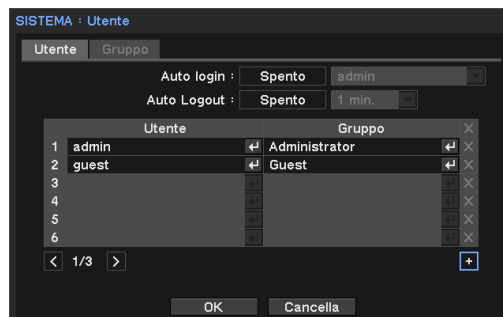 SISTEMA : Utente
Utente Gruppo
Auto login : Spento admin
Auto Logout : Spento 1 min.
Utente Gruppo X
1 admin Administrator X
2 guest Guest X
3 X
4 X
5 X
6 X
< 1/3 > +
OK Cancella